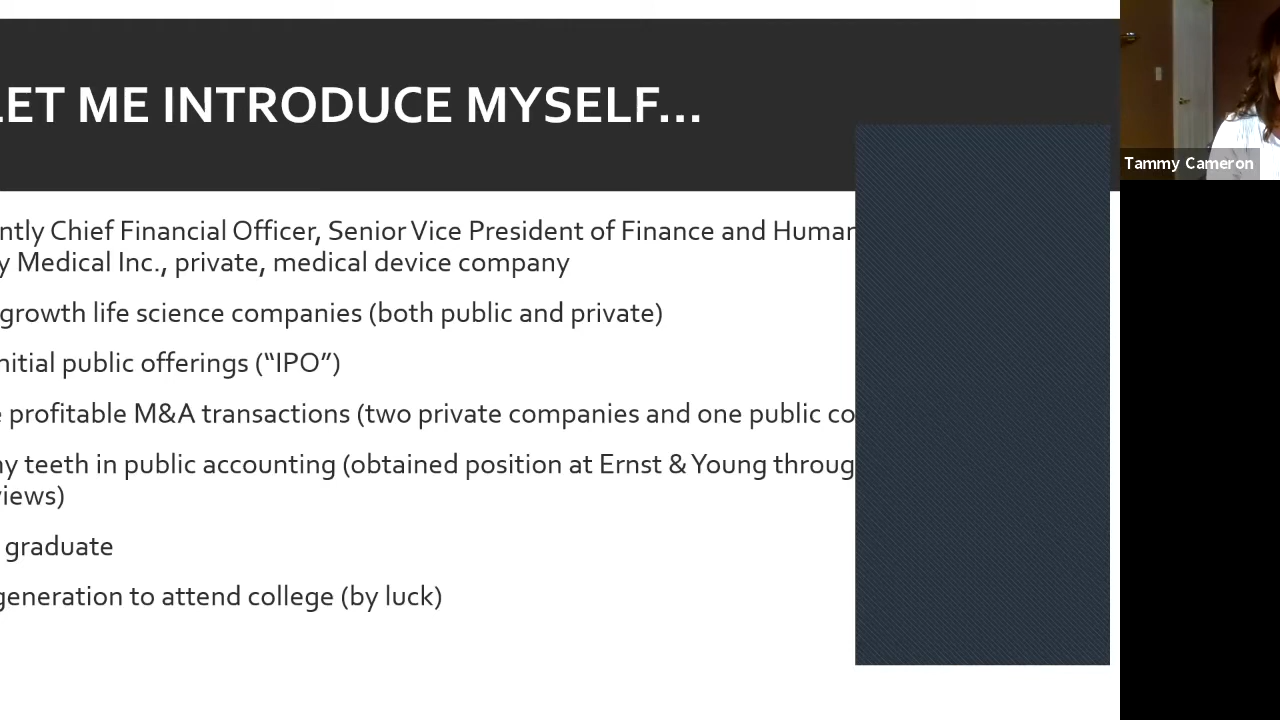 LET ME INTRODUCE MYSELF...
ntly Chief Financial Officer, Senior Vice President of Finance and Human
y Medical Inc., private, medical device company
growth life science companies (both public and private)
nitial public offerings (“IPO”)
e profitable M&A transactions (two private companies and one public co
ny teeth in public accounting (obtained position at Ernst & Young throug
views)
graduate
generation to attend college (by luck)
Tammy Cameron